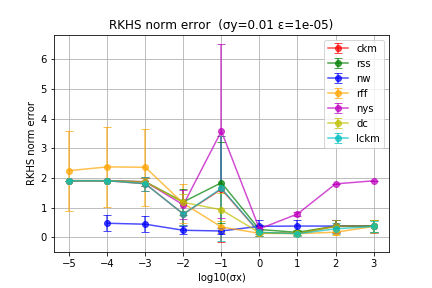 RKHS norm error  (σy=0.01 ε=1e-05)
RKHS norm error
6
5
4
3
2
1
0
ckm
rss
nw
rff
nys
dc
lckm
−5 −4 −3 −2 −1 0 1 2 3
log10(σx)